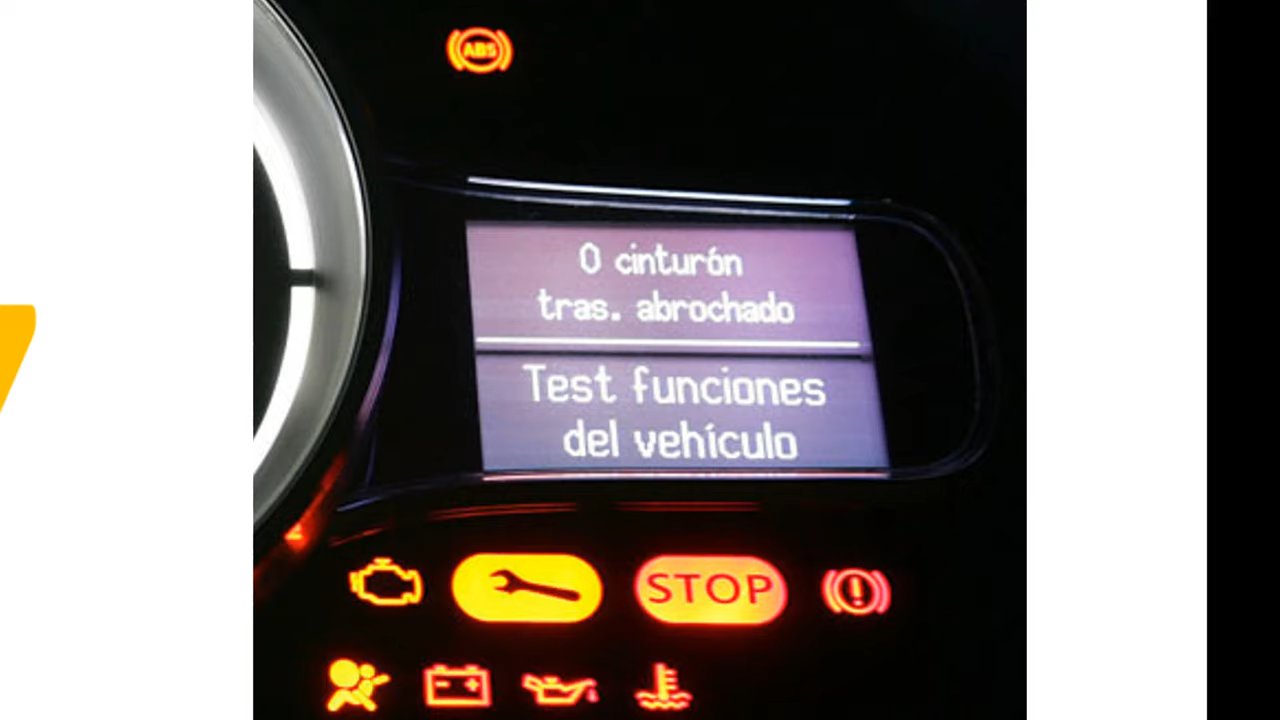 ABS
0 cinturón
tras. abrochado
Test funciones
del vehículo
STOP